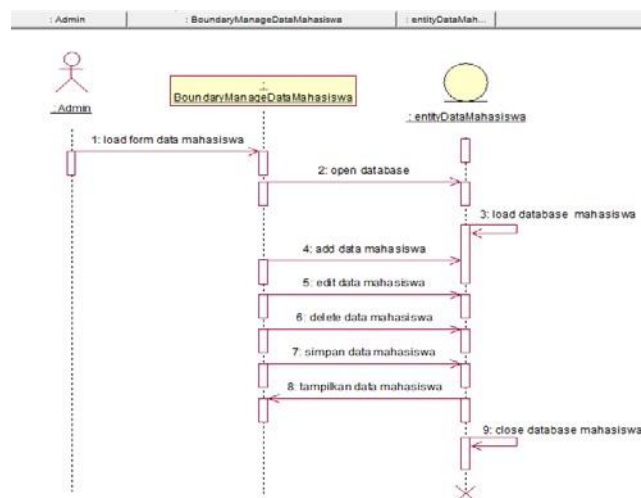 : Admin
: BoundaryManageDataMahasiswa
: entityDataMah...
: Admin
:
BoundaryManageDataMahasiswa
: entityDataMahasiswa
1: load form data mahasiswa
2: open database
3: load database mahasiswa
4: add data mahasiswa
5: edit data mahasiswa
6: delete data mahasiswa
7: simpan data mahasiswa
8: tampilkan data mahasiswa
9: close database mahasiswa